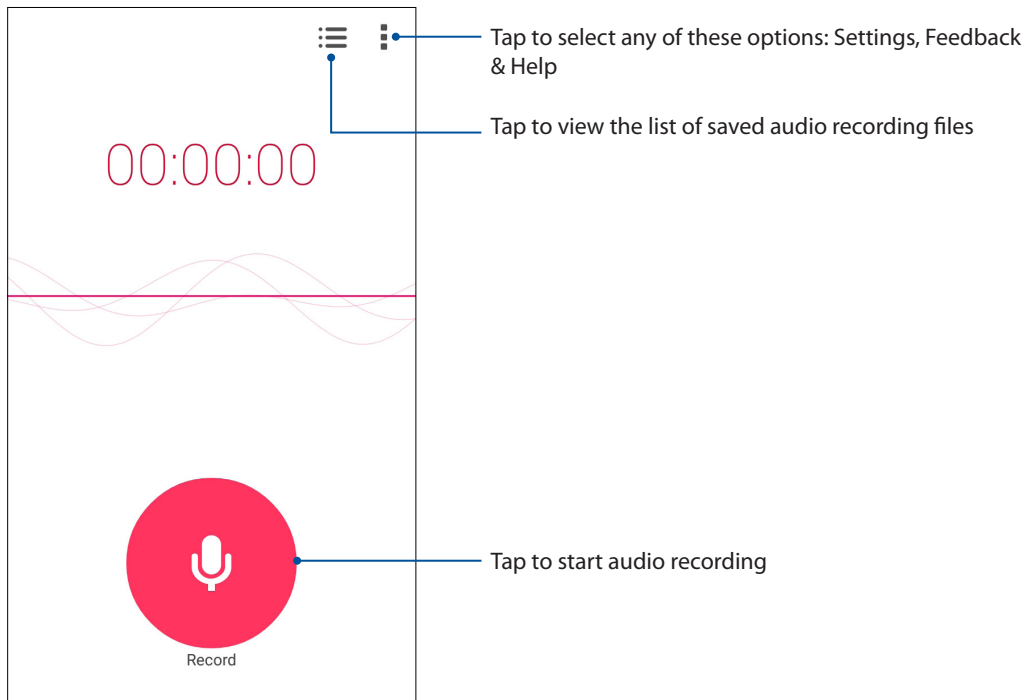 Tap to select any of these options: Settings, Feedback
& Help
Tap to view the list of saved audio recording files
00:00:00
Tap to start audio recording
Record